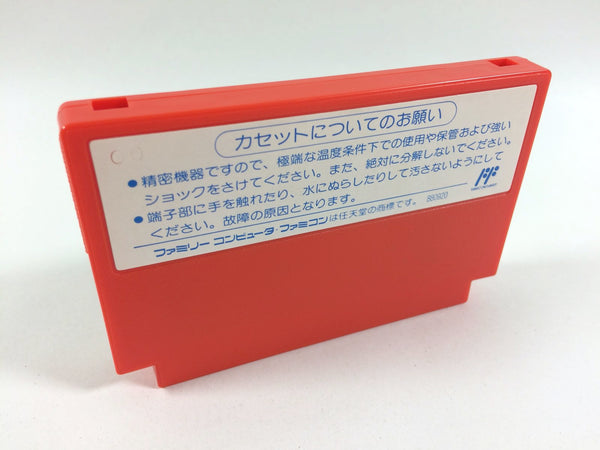 カセットについてのお願い
●精密機器ですので、極端な温度条件下での使用や保管および強い
ショックをさけてください。また、絶対に分解しないでください。
●端子部に手を触れたり、水にぬらしたりして汚さないようにして
ください。故障の原因となります。
ファミリー コンピュータ・ファミコンは任天堂の商標です。